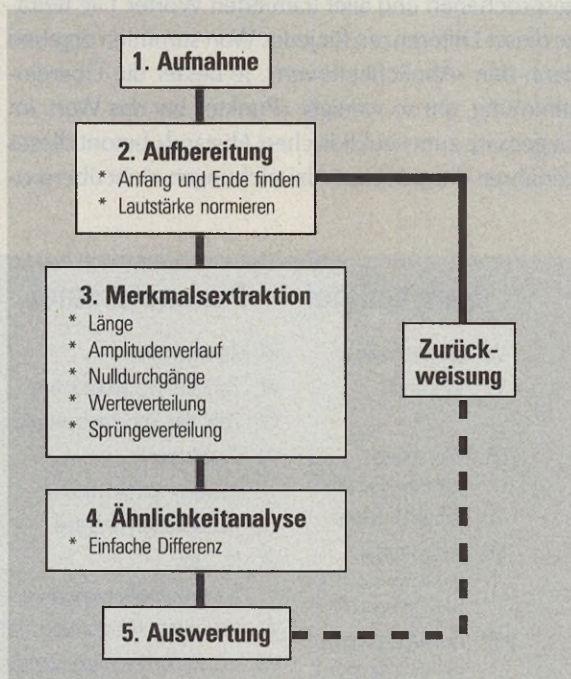 1. Aufnahme
2. Aufbereitung
* Anfang und Ende finden
* Lautstärke normieren
3. Merkmalsextraktion
* Länge
* Amplitudenverlauf
* Nulldurchgänge
* Werteverteilung
* Sprüngeverteilung
Zurück-
weisung
4. Ähnlichkeitanalyse
* Einfache Differenz
5. Auswertung